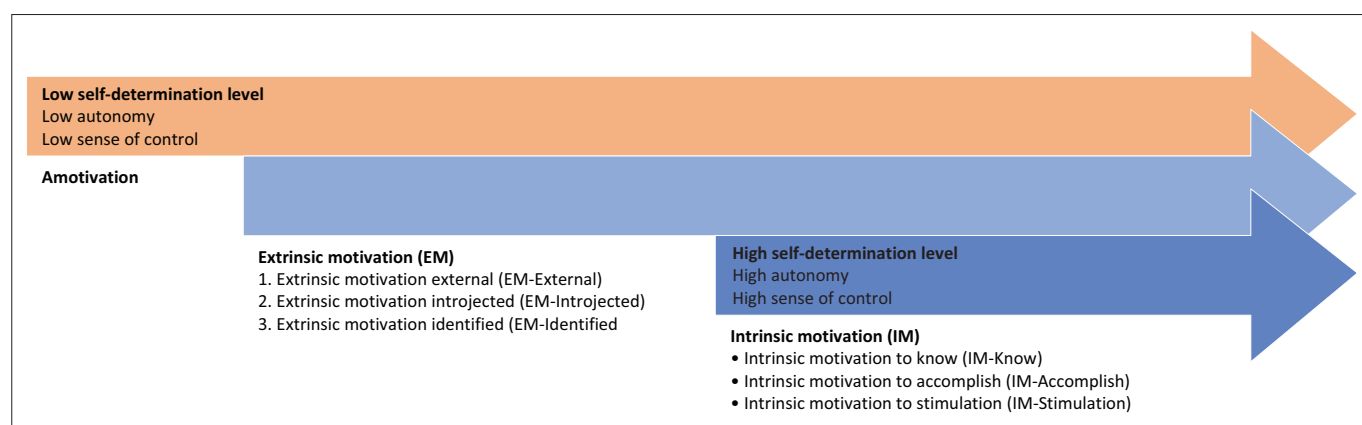 Low self-determination level
Low autonomy
Low sense of control
Amotivation
Extrinsic motivation (EM)
1. Extrinsic motivation external (EM-External)
2. Extrinsic motivation introjected (EM-Introjected)
3. Extrinsic motivation identified (EM-Identified
High self-determination level
High autonomy
High sense of control
Intrinsic motivation (IM)
• Intrinsic motivation to know (IM-Know)
• Intrinsic motivation to accomplish (IM-Accomplish)
• Intrinsic motivation to stimulation (IM-Stimulation)